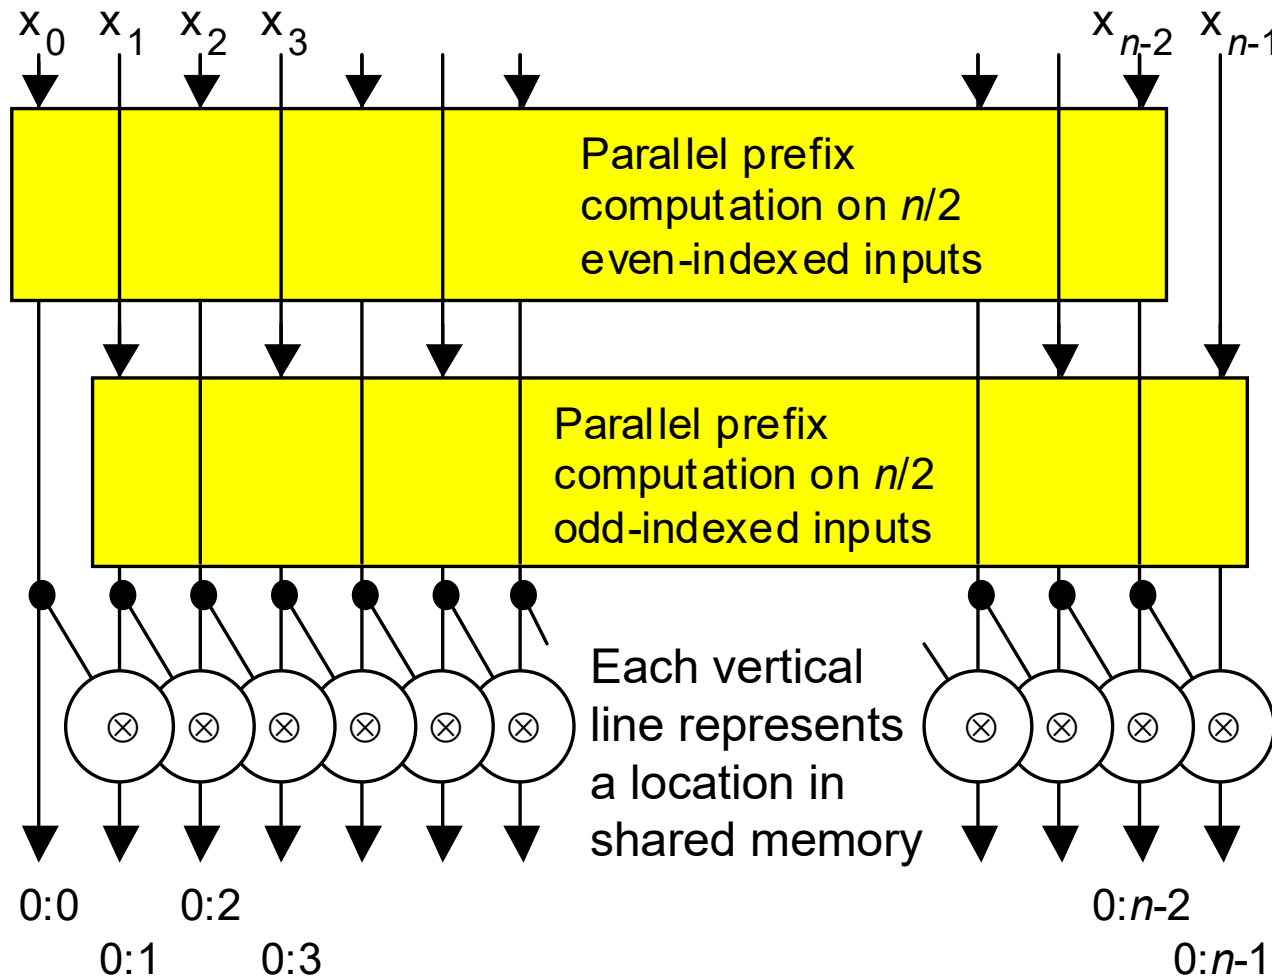 x0 x1 x2 x3 xn-2 xn-1
Parallel prefix
computation on n/2
even-indexed inputs
Parallel prefix
computation on n/2
odd-indexed inputs
Each vertical
line represents
a location in
shared memory
⊗ ⊗ ⊗ ⊗ ⊗ ⊗ ⊗ ⊗ ⊗ ⊗
0:0 0:2 0:n-2
0:1 0:3 0:n-1